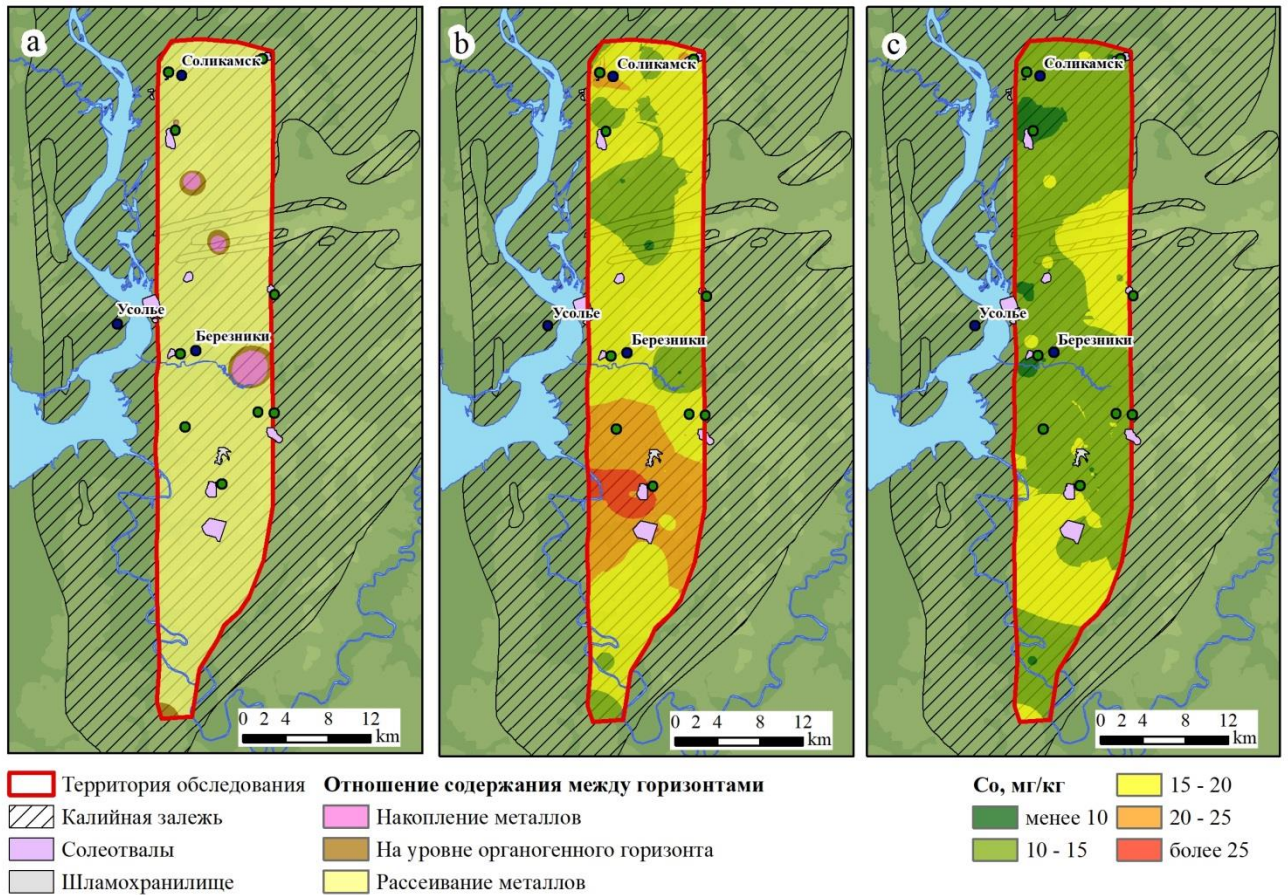 a
Соликамск
Усолье
Березники
0 2 4 8 12
km
b
Соликамск
Усолье
Березники
0 2 4 8 12
km
c
Соликамск
Усолье
Березники
0 2 4 8 12
km
Территория обследования
Калийная залежь
Солеотвалы
Шламохранилище
Отношение содержания между горизонтами
Накопление металлов
На уровне органогенного горизонта
Рассеивание металлов
Co, мг/кг
менее 10
10 - 15
15 - 20
20 - 25
более 25